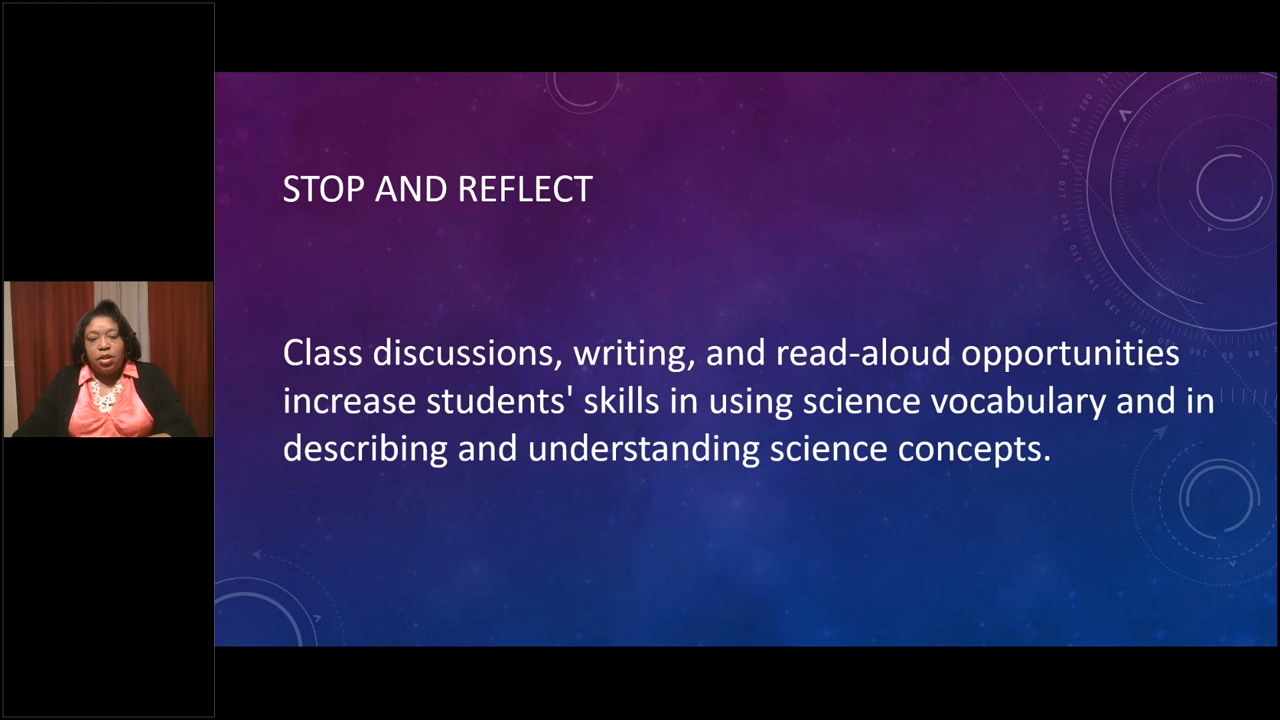 STOP AND REFLECT
Class discussions, writing, and read-aloud opportunities
increase students' skills in using science vocabulary and in
describing and understanding science concepts.